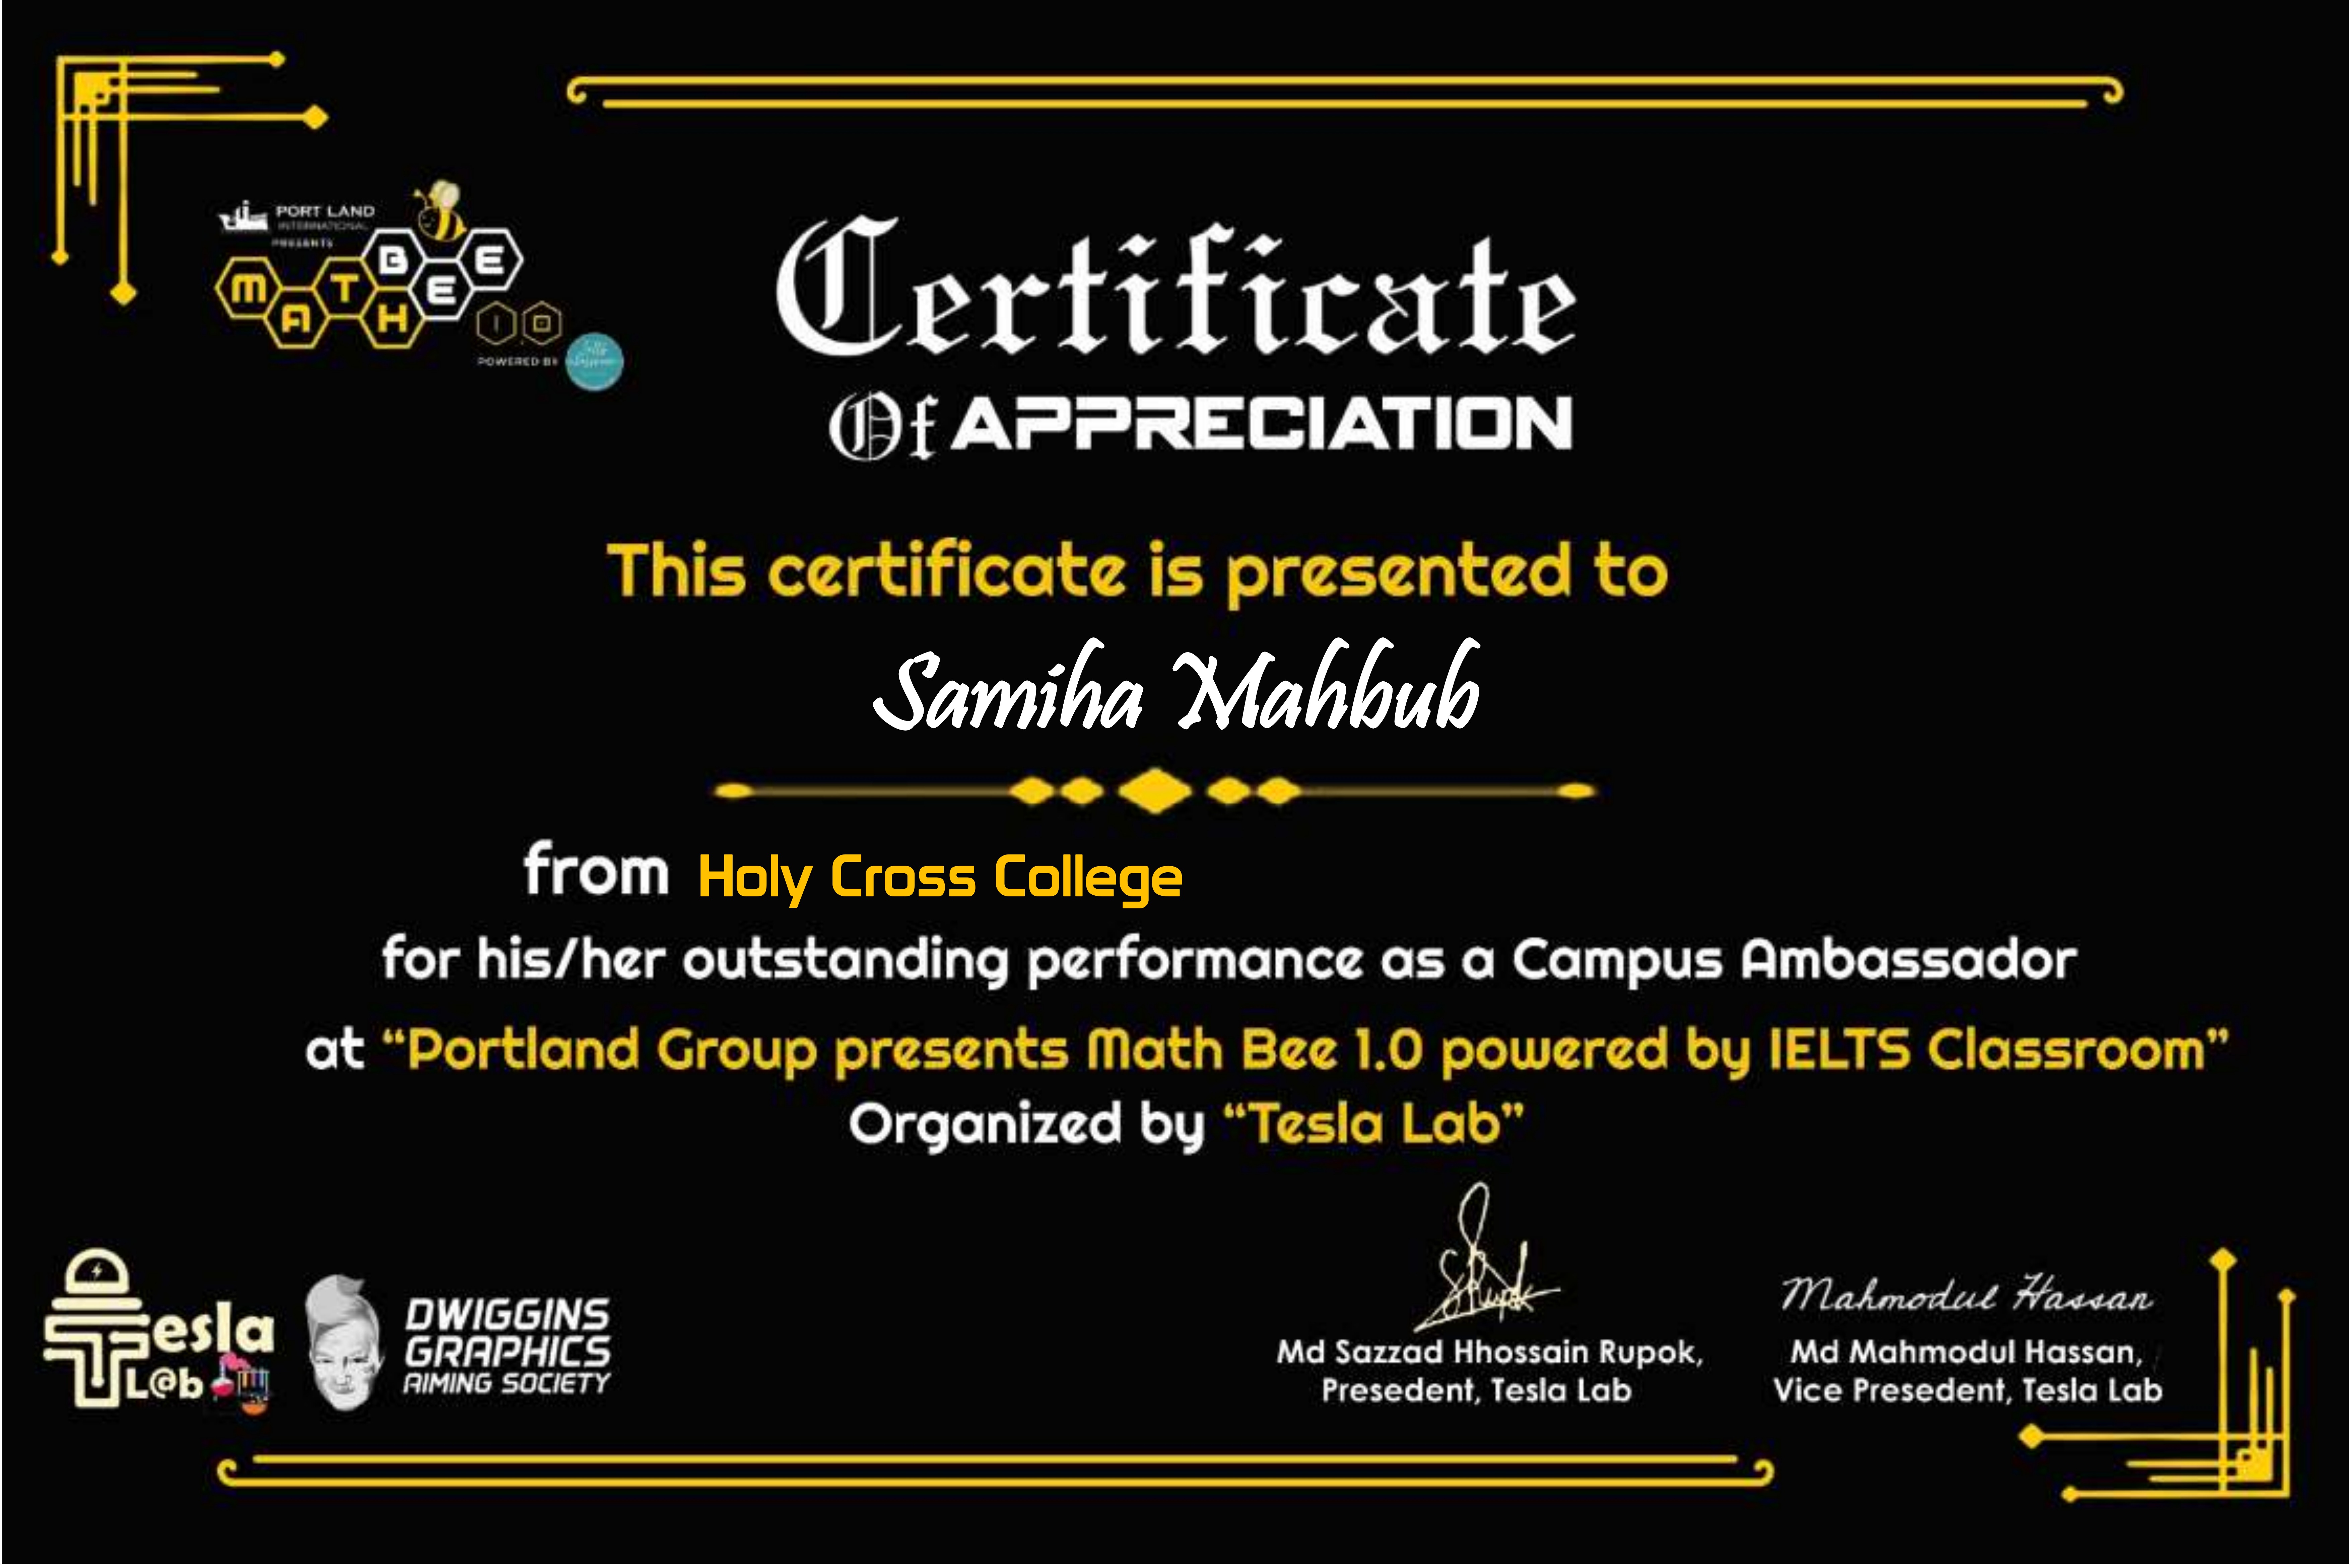 PORT LAND
INTERNATIONAL
PRESENTS
MATH BEE
1.0
POWERED BY
Certificate
Of APPRECIATION
This certificate is presented to
Samiha Mahbub
from Holy Cross College
for his/her outstanding performance as a Campus Ambassador
at “Portland Group presents Math Bee 1.0 powered by IELTS Classroom”
Organized by “Tesla Lab”
Tesla
L@b
DWIGGINS
GRAPHICS
AIMING SOCIETY
Mahmodul Hassan
Md Sazzad Hhossain Rupok,
Presedent, Tesla Lab
Md Mahmodul Hassan,
Vice Presedent, Tesla Lab